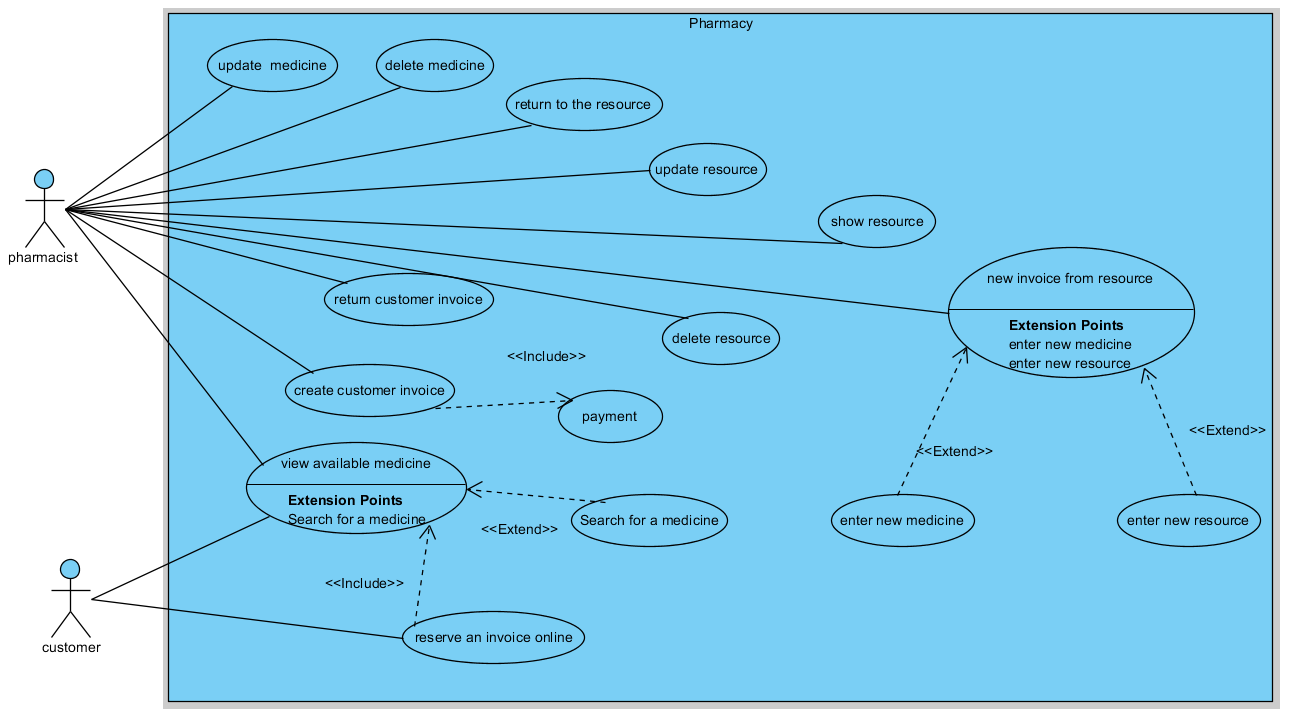 Pharmacy
update  medicine
delete medicine
return to the resource
update resource
show resource
pharmacist
new invoice from resource
Extension Points
enter new medicine
enter new resource
return customer invoice
delete resource
<<Include>>
create customer invoice
payment
<<Extend>>
<<Extend>>
view available medicine
Extension Points
Search for a medicine
Search for a medicine
<<Extend>>
enter new medicine
enter new resource
<<Include>>
reserve an invoice online
customer